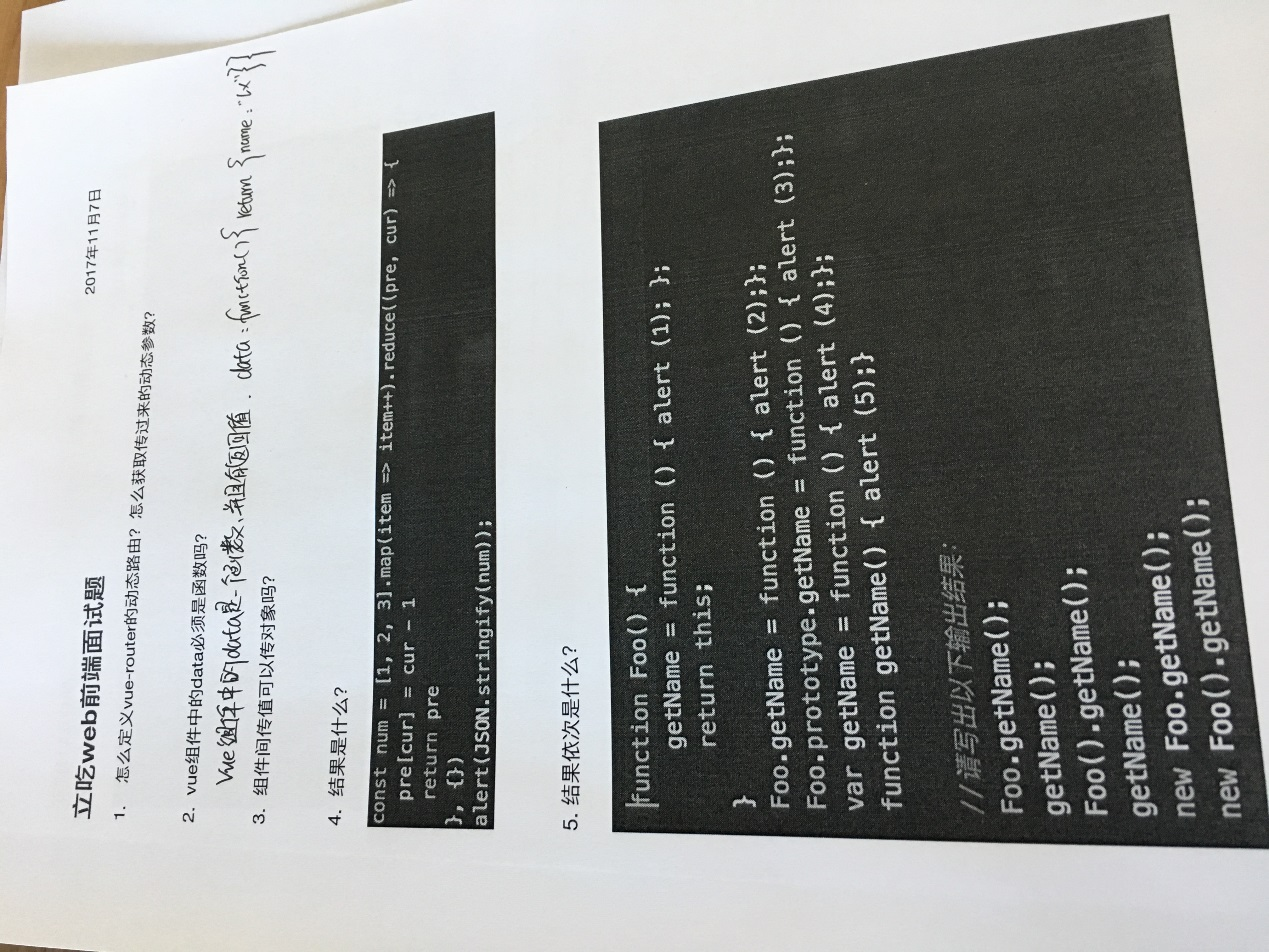 立吃web前端面试题
2017年11月7日
1. 怎么定义vue-router的动态路由？怎么获取传过来的动态参数？
2. vue组件中的data必须是函数吗？
Vue组件中的data是一个函数，并且有返回值. data：function(){ return {name："lx"}}
3. 组件间传值可以传对象吗？
4. 结果是什么？
const num = [1, 2, 3].map(item => item++).reduce((pre, cur) => {
pre[cur] = cur - 1
return pre
}, {})
alert(JSON.stringify(num));
5. 结果依次是什么？
function Foo() {
getName = function () { alert (1); };
return this;
}
Foo.getName = function () { alert (2);};
Foo.prototype.getName = function () { alert (3);};
var getName = function () { alert (4);};
function getName() { alert (5);}
//请写出以下输出结果：
Foo.getName();
getName();
Foo().getName();
getName();
new Foo.getName();
new Foo().getName();